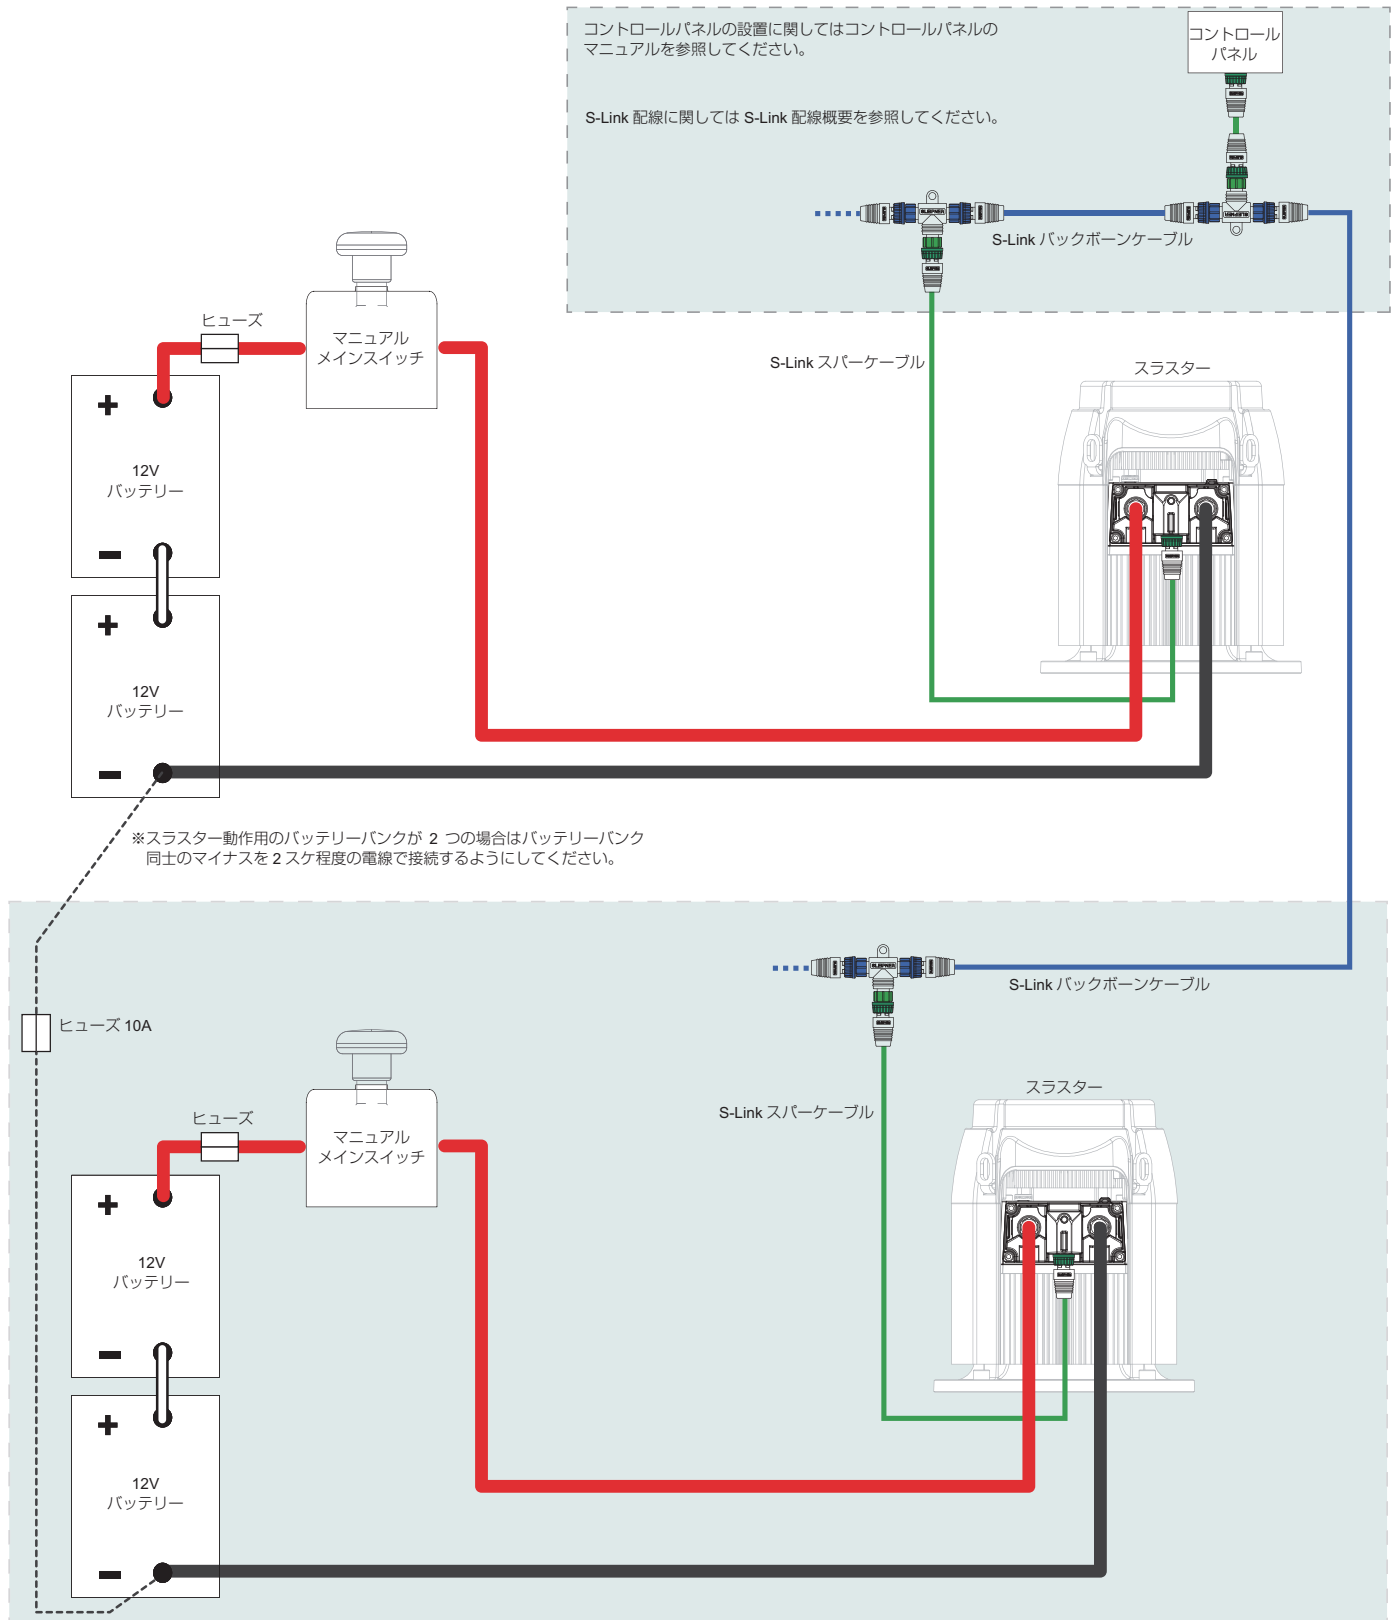 コントロールパネルの設置に関してはコントロールパネルの
マニュアルを参照してください。
コントロール
パネル
S-Link 配線に関しては S-Link 配線概要を参照してください。
SLEIPNER
SLEIPNER
S-Link バックボーンケーブル
ヒューズ
マニュアル
メインスイッチ
S-Link スパーケーブル
スラスター
+
12V
バッテリー
−
+
12V
バッテリー
−
※スラスター動作用のバッテリーバンクが 2 つの場合はバッテリーバンク
同士のマイナスを 2 スケ程度の電線で接続するようにしてください。
SLEIPNER
S-Link バックボーンケーブル
ヒューズ 10A
スラスター
ヒューズ
S-Link スパーケーブル
マニュアル
メインスイッチ
+
12V
バッテリー
−
+
12V
バッテリー
−